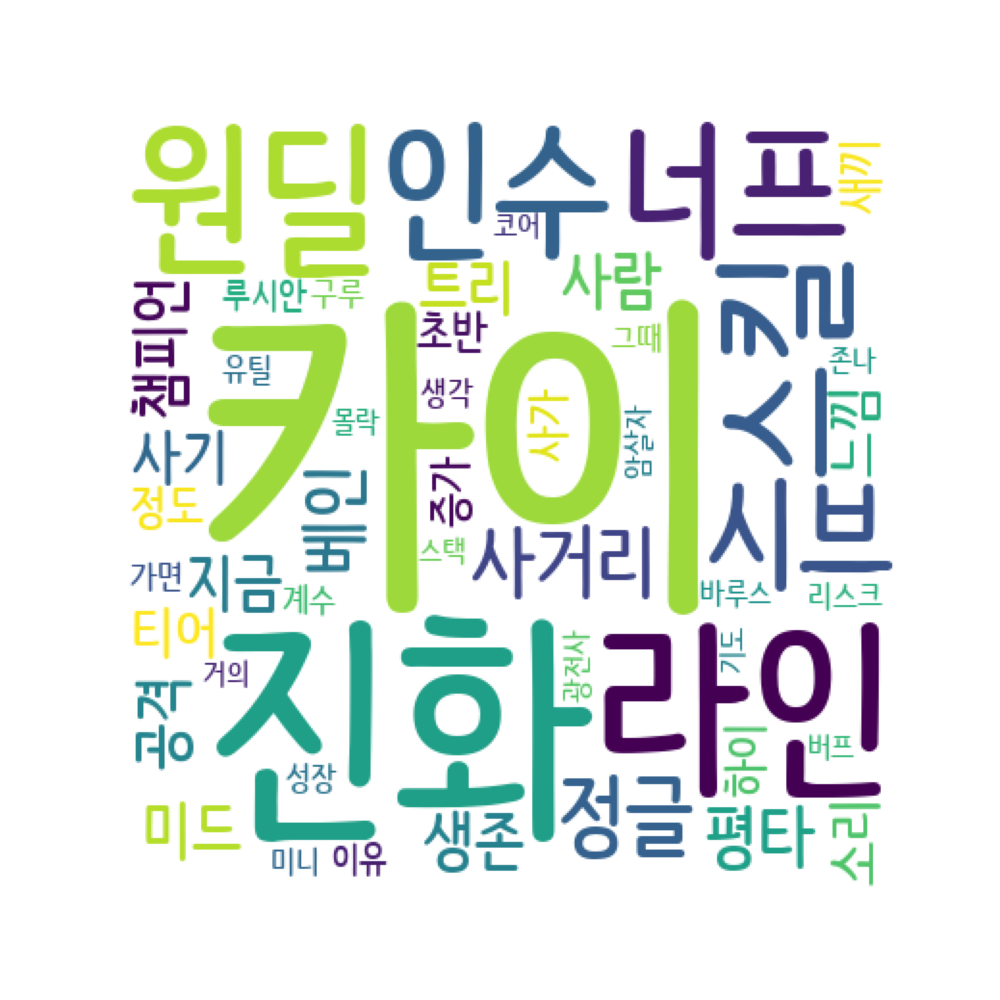 원딜
인수
너프
새끼
코어
트리
사람
루시안
구루
챔피언
초반
그때
스킬
카이
존나
유틸
생각
느낌
몰락
사가
암살자
사기
베인
증가
정도
사거리
스택
지금
가면
계수
바루스
리스크
티어
진화
라인
광전사
기도
거의
공격
하이
버프
성장
정글
미드
생존
평타
소리
미니
이유